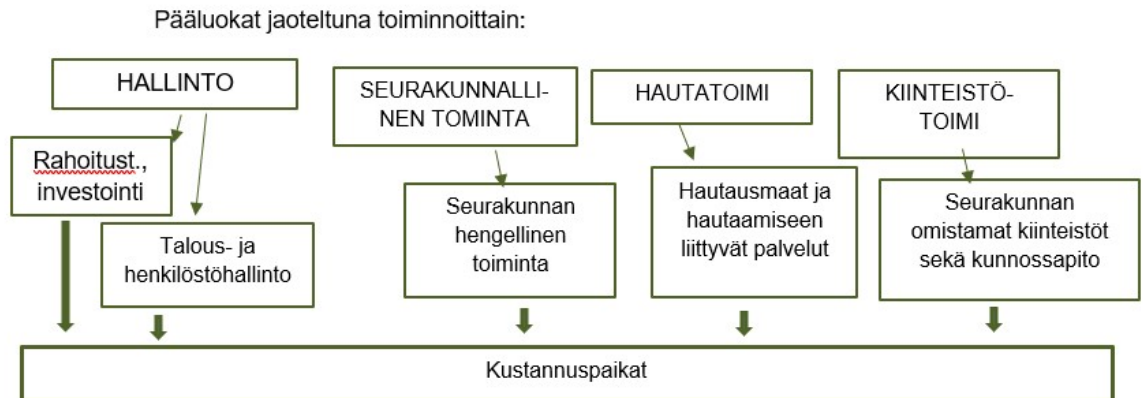 Pääluokat jaoteltuna toiminnoittain:
HALLINTO
SEURAKUNNALLI-
NEN TOMINTA
HAUTATOIMI
KIINTEISTÖ-
TOIMI
Rahoitust.,
investointi
Talous- ja
henkilöstöhallinto
Seurakunnan
hengellinen
toiminta
Hautausmaat ja
hautaamiseen
liittyvät palvelut
Seurakunnan
omistamat kiinteistöt
sekä kunnossapito
Kustannuspaikat